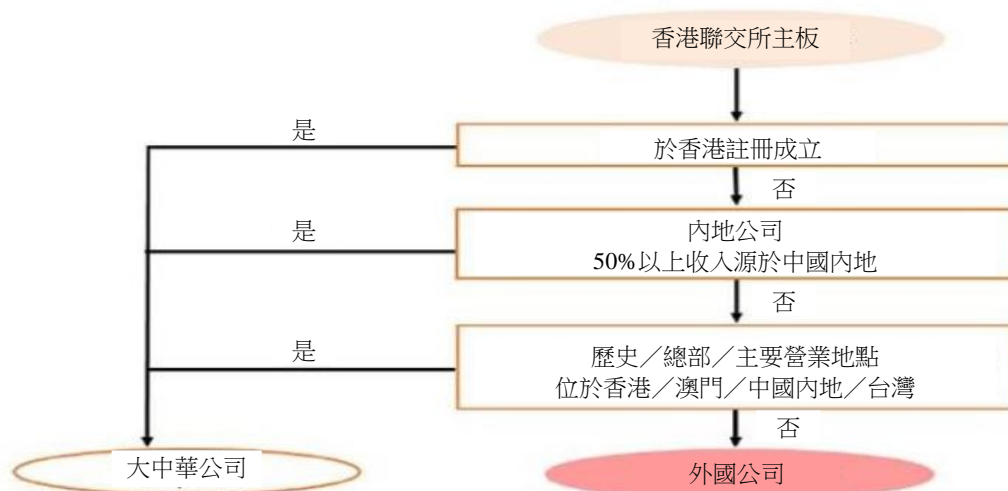 香港聯交所主板
是
於香港註冊成立
否
是
內地公司
50%以上收入源於中國內地
否
是
歷史／總部／主要營業地點
位於香港／澳門／中國內地／台灣
否
大中華公司
外國公司